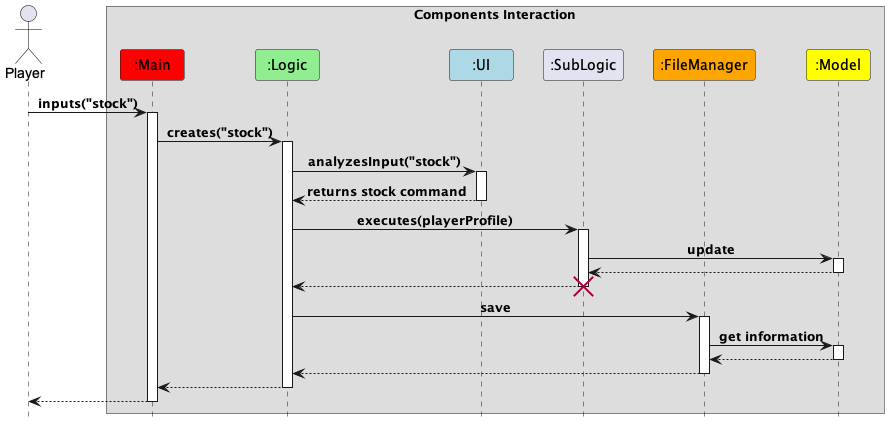 Components Interaction
Player
:Main
:Logic
:UI
:SubLogic
:FileManager
:Model
inputs("stock")
creates("stock")
analyzesInput("stock")
returns stock command
executes(playerProfile)
update
save
get information